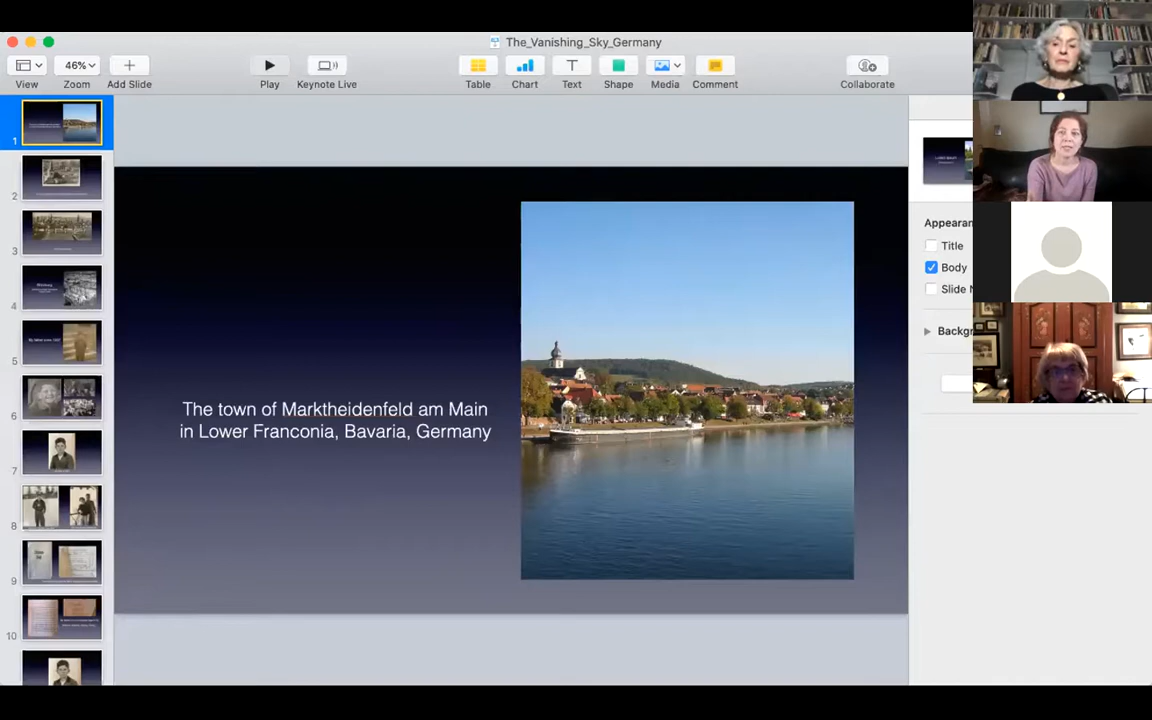 The_Vanishing_Sky_Germany
46%
View
Zoom
Add Slide
Play
Keynote Live
Table
Chart
Text
Shape
Media
Comment
Collaborate
1
2
3
4
5
6
7
8
9
10
The town of Marktheidenfeld am Main
in Lower Franconia, Bavaria, Germany
Title
Body